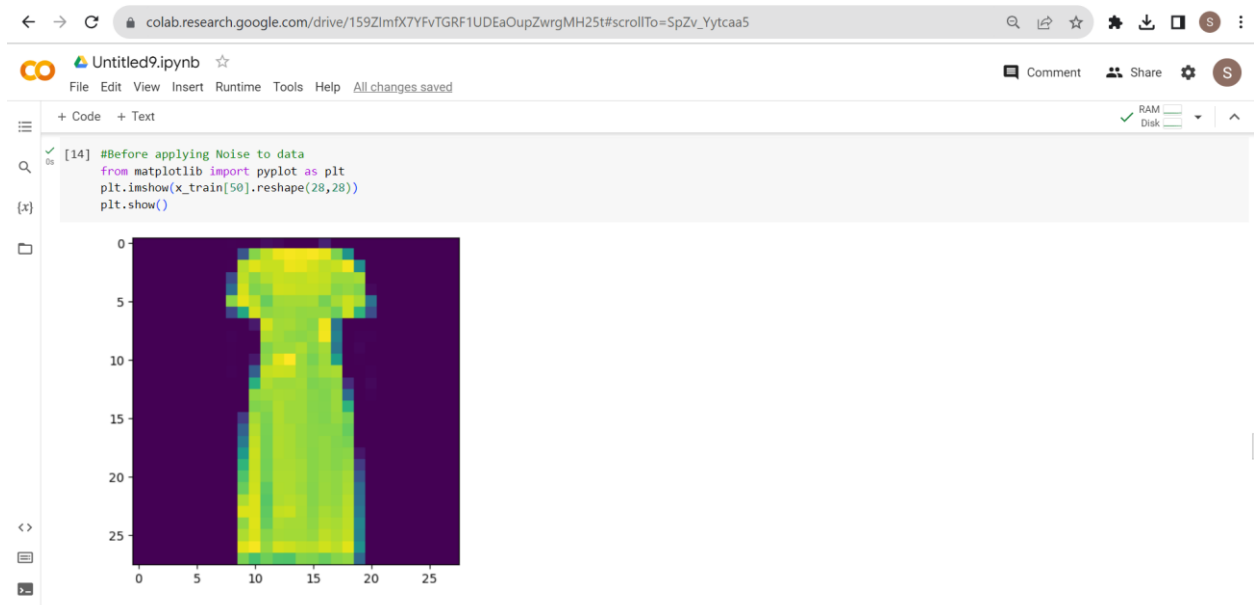 colab.research.google.com/drive/159ZImfX7YFvTGRF1UDEaOupZwrgMH25t#scrollTo=SpZv_Yytcaa5
S
CO
Untitled9.ipynb
Comment
Share
S
File Edit View Insert Runtime Tools Help All changes saved
+ Code + Text
RAM
Disk
0s
[14] #Before applying Noise to data
from matplotlib import pyplot as plt
plt.imshow(x_train[50].reshape(28,28))
plt.show()
{x}
0
5
10
15
20
25
0 5 10 15 20 25